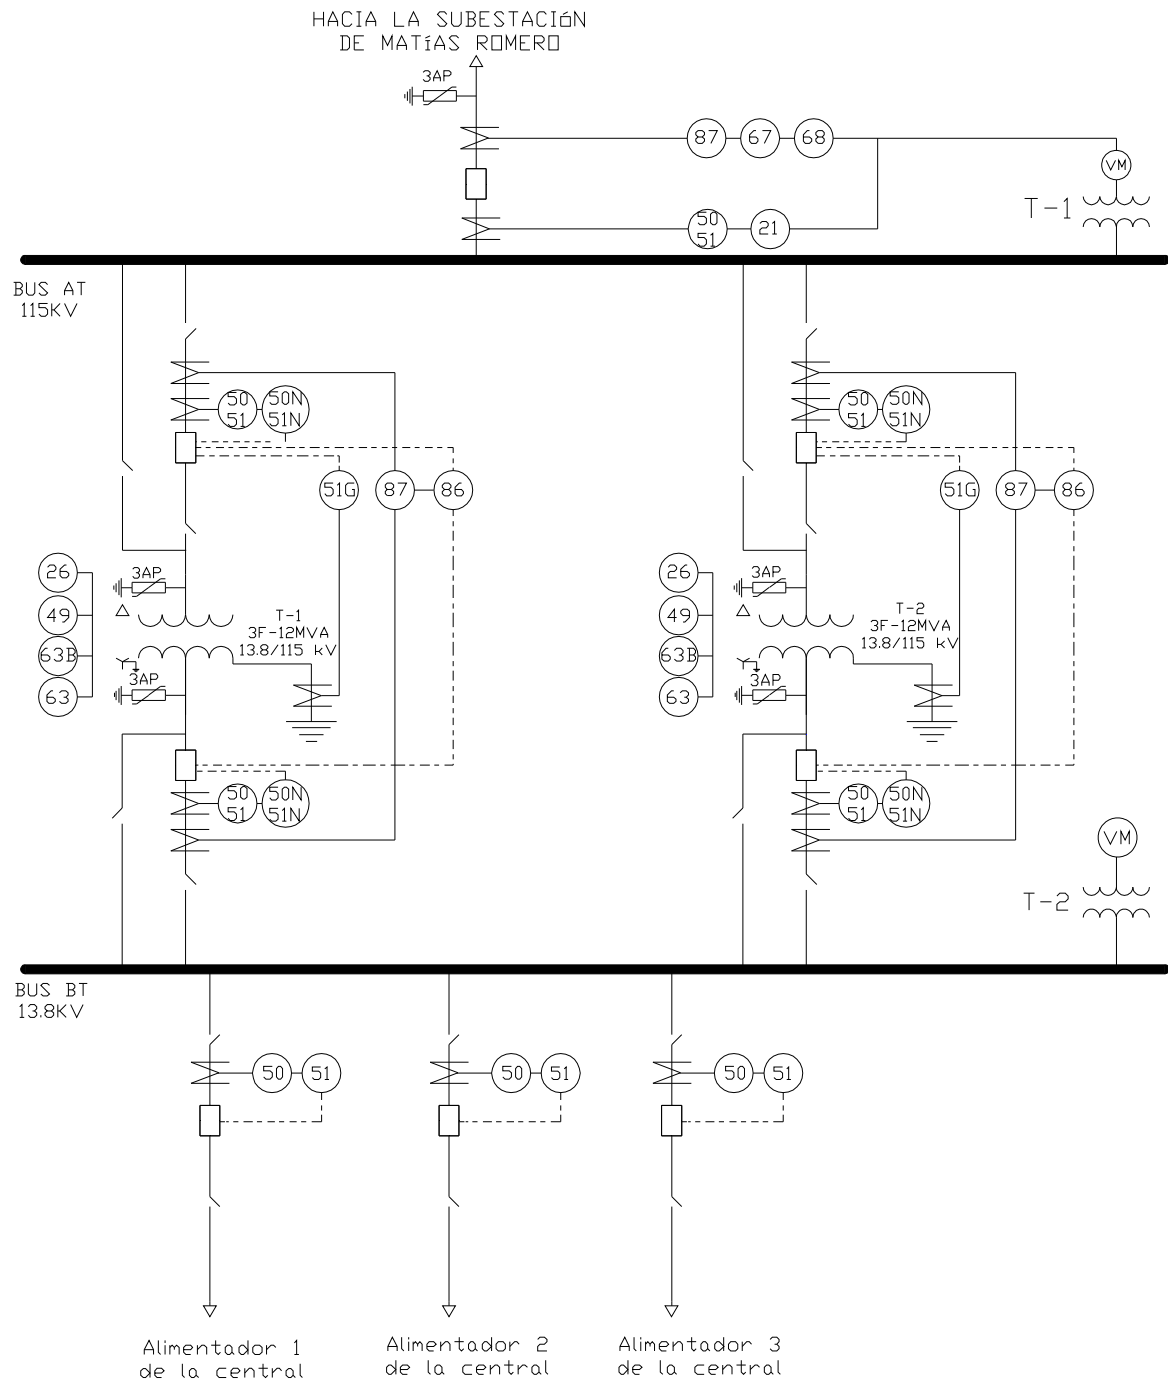 HACIA LA SUBESTACIóN
DE MATíAS ROMERO
3AP
87
67
68
VM
T-1
50
51
21
BUS AT
115KV
50
51
50N
51N
51G
87
86
26
49
63B
63
3AP
T-1
3F-12MVA
13.8/115 kV
3AP
50
51
50N
51N
50
51
50N
51N
51G
87
86
26
49
63B
63
3AP
T-2
3F-12MVA
13.8/115 kV
3AP
50
51
50N
51N
VM
T-2
BUS BT
13.8KV
50
51
50
51
50
51
Alimentador 1
de la central
Alimentador 2
de la central
Alimentador 3
de la central